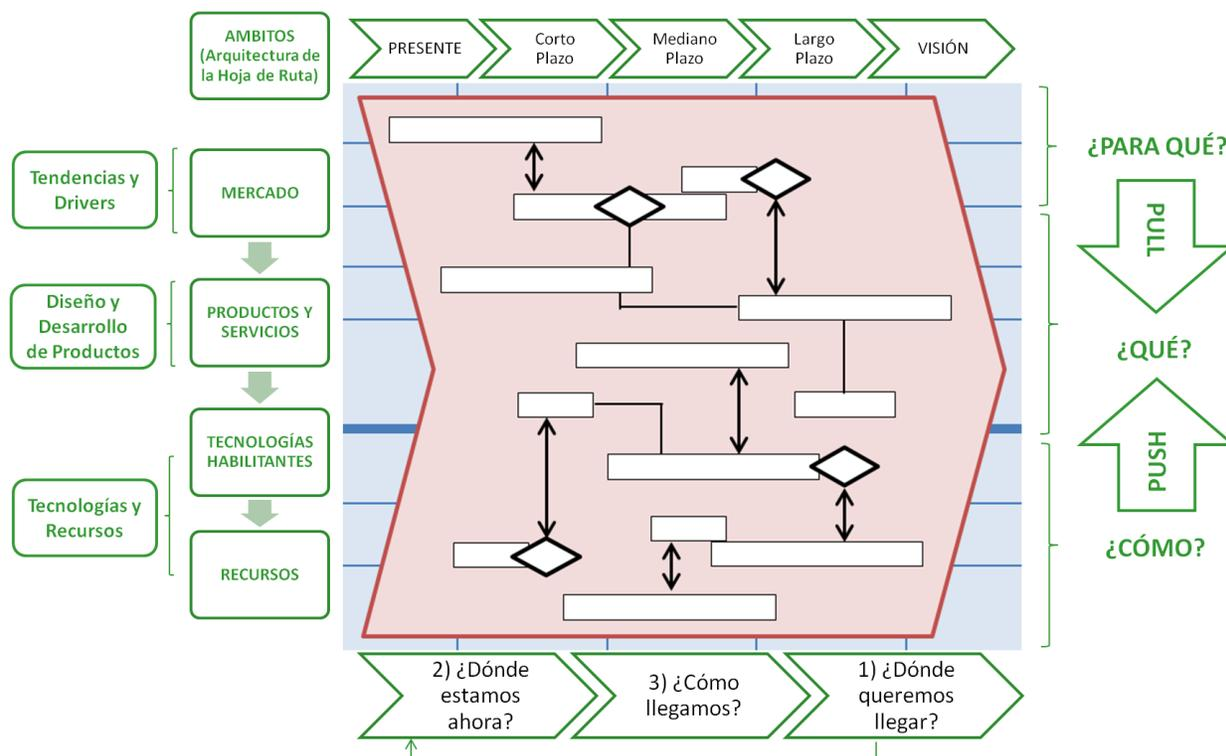 AMBITOS
(Arquitectura de
la Hoja de Ruta)
PRESENTE
Corto
Plazo
Mediano
Plazo
Largo
Plazo
VISIÓN
Tendencias y
Drivers
MERCADO
Diseño y
Desarrollo
de Productos
PRODUCTOS Y
SERVICIOS
TECNOLOGÍAS
HABILITANTES
Tecnologías y
Recursos
RECURSOS
¿PARA QUÉ?
PULL
¿QUÉ?
PUSH
¿CÓMO?
2) ¿Dónde
estamos
ahora?
3) ¿Cómo
llegamos?
1) ¿Dónde
queremos
llegar?